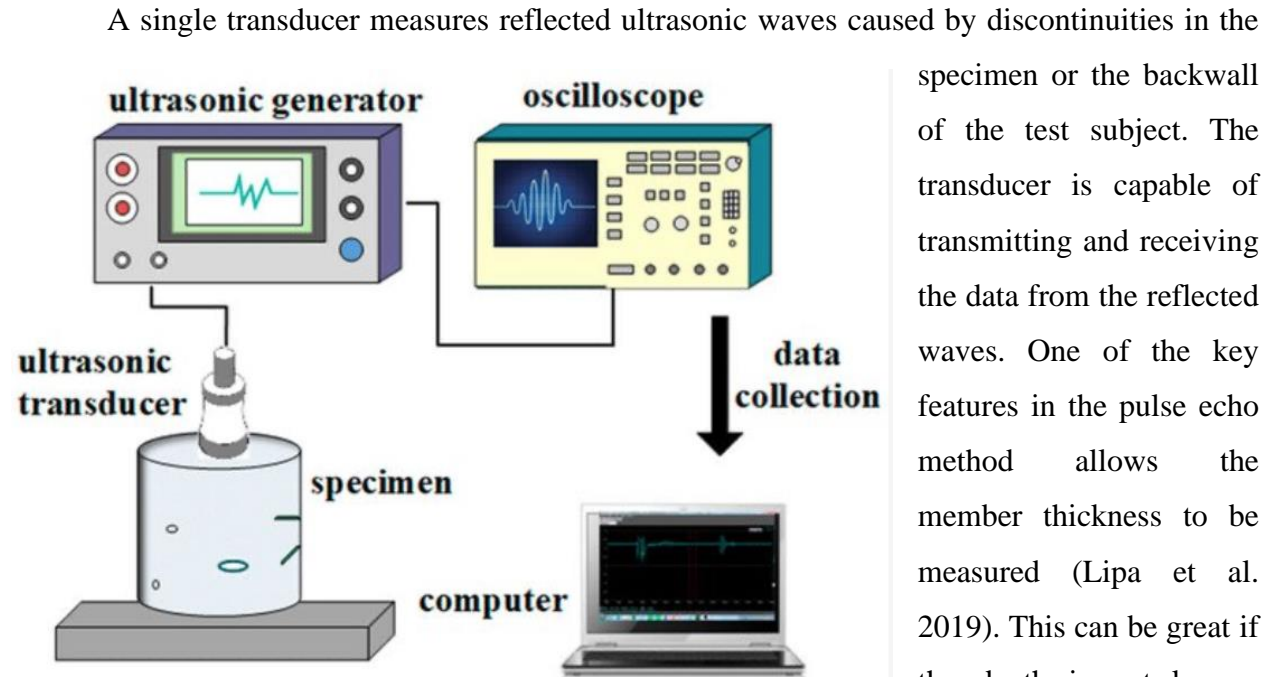 A single transducer measures reflected ultrasonic waves caused by discontinuities in the
specimen or the backwall
of the test subject. The
transducer is capable of
transmitting and receiving
the data from the reflected
waves. One of the key
features in the pulse echo
method allows the
member thickness to be
measured (Lipa et al.
2019). This can be great if
ultrasonic generator
oscilloscope
ultrasonic
transducer
data
collection
specimen
computer